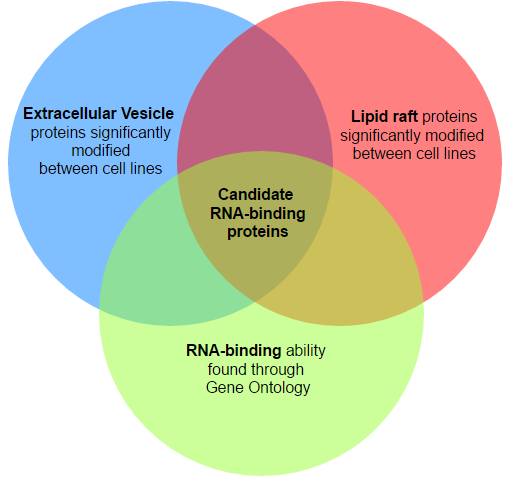 Extracellular Vesicle
proteins significantly
modified
between cell lines
Lipid raft proteins
significantly modified
between cell lines
Candidate
RNA-binding
proteins
RNA-binding ability
found through
Gene Ontology